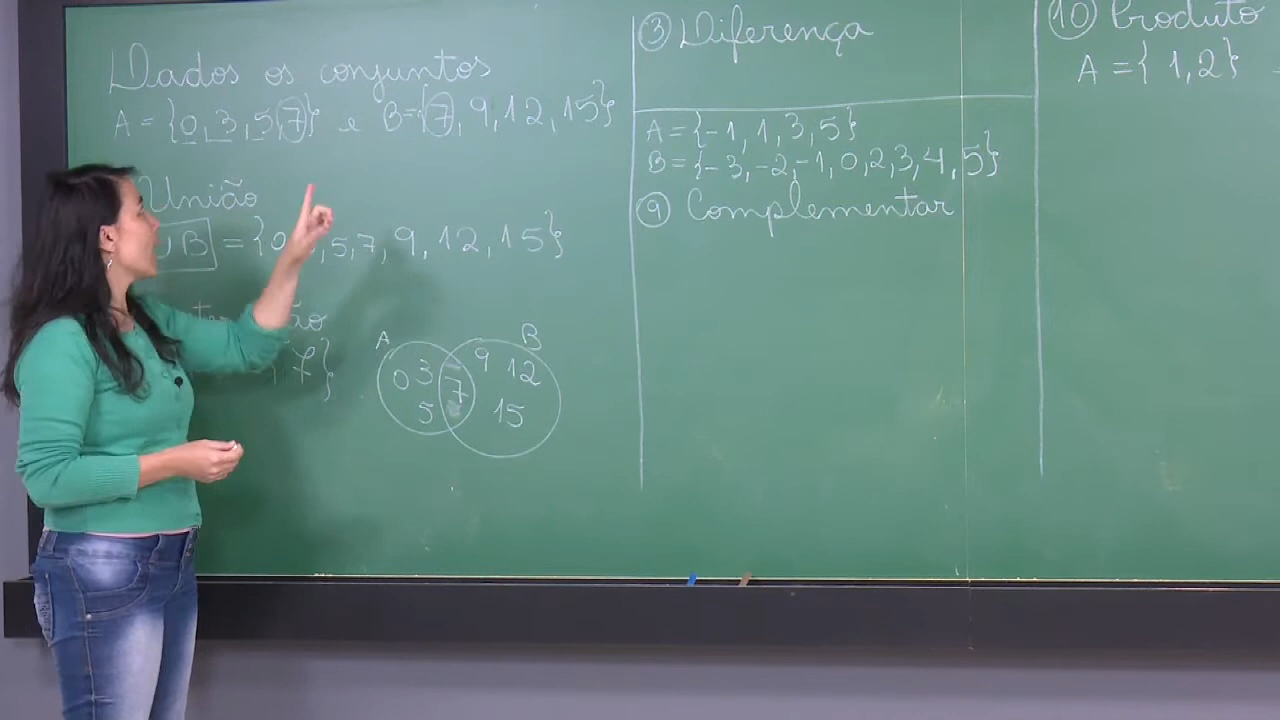 Dados os conjuntos
A = {0, 3, 5, 7} e B={7, 9, 12, 15}
União
∪ B = {0, , 5, 7, 9, 12, 15}
7}
A
B
0 3 5
7
9 12 15
③ Diferença
A = {-1, 1, 3, 5}
B = {-3, -2, -1, 0, 2, 3, 4, 5}
⑨ Complementar
⑩ Produto
A = { 1, 2} =